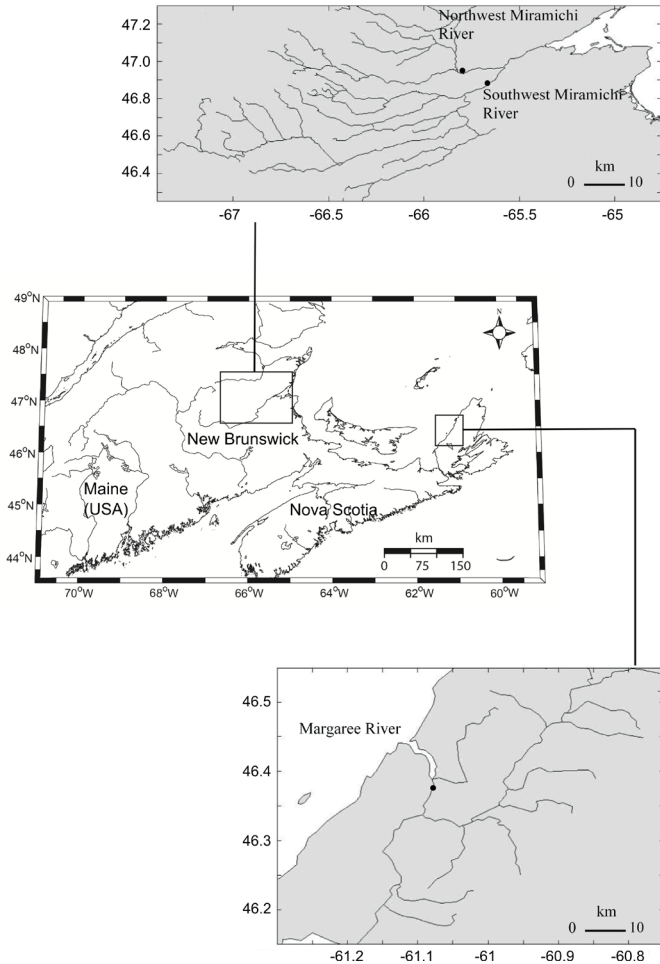 Northwest Miramichi
River
47.2
47.0
46.8
46.6
46.4
Southwest Miramichi
River
km
0 10
-67 -66.5 -66 -65.5 -65
49°N
48°N
47°N
46°N
45°N
44°N
N
New Brunswick
Maine
(USA)
Nova Scotia
km
0 75 150
70°W 68°W 66°W 64°W 62°W 60°W
46.5
Margaree River
46.4
46.3
46.2
km
0 10
-61.2 -61.1 -61 -60.9 -60.8